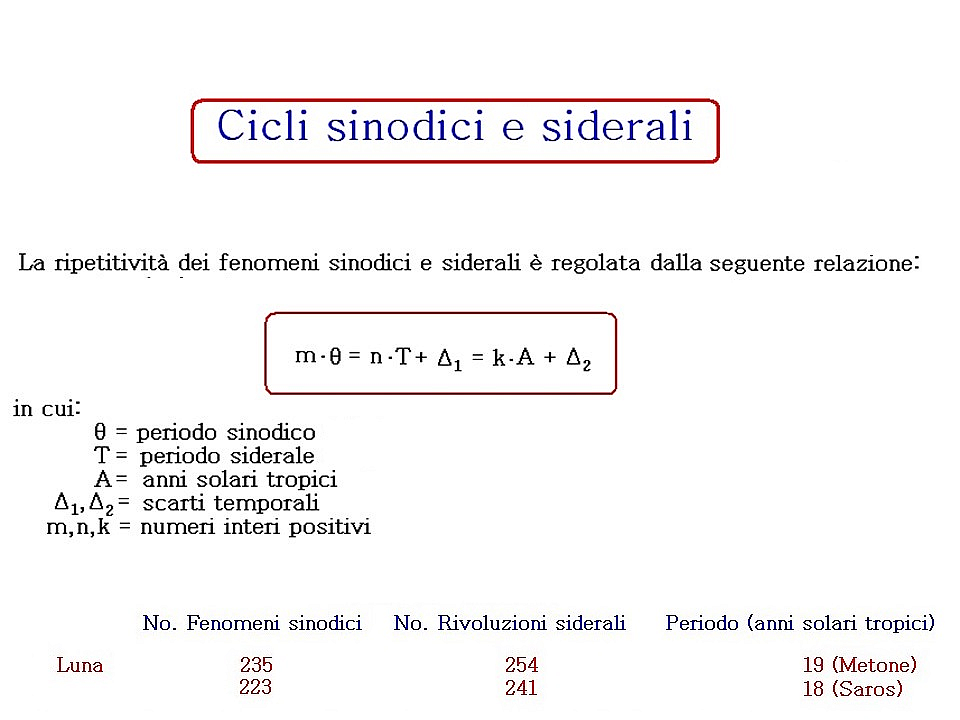 Cicli sinodici e siderali
La ripetitività dei fenomeni sinodici e siderali è regolata dalla seguente relazione:
m·θ = n·T + Δ₁ = k·A + Δ₂
in cui:
θ = periodo sinodico
T = periodo siderale
A = anni solari tropici
Δ₁,Δ₂ = scarti temporali
m,n,k = numeri interi positivi
No. Fenomeni sinodici No. Rivoluzioni siderali Periodo (anni solari tropici)
Luna 235 254 19 (Metone)
223 241 18 (Saros)